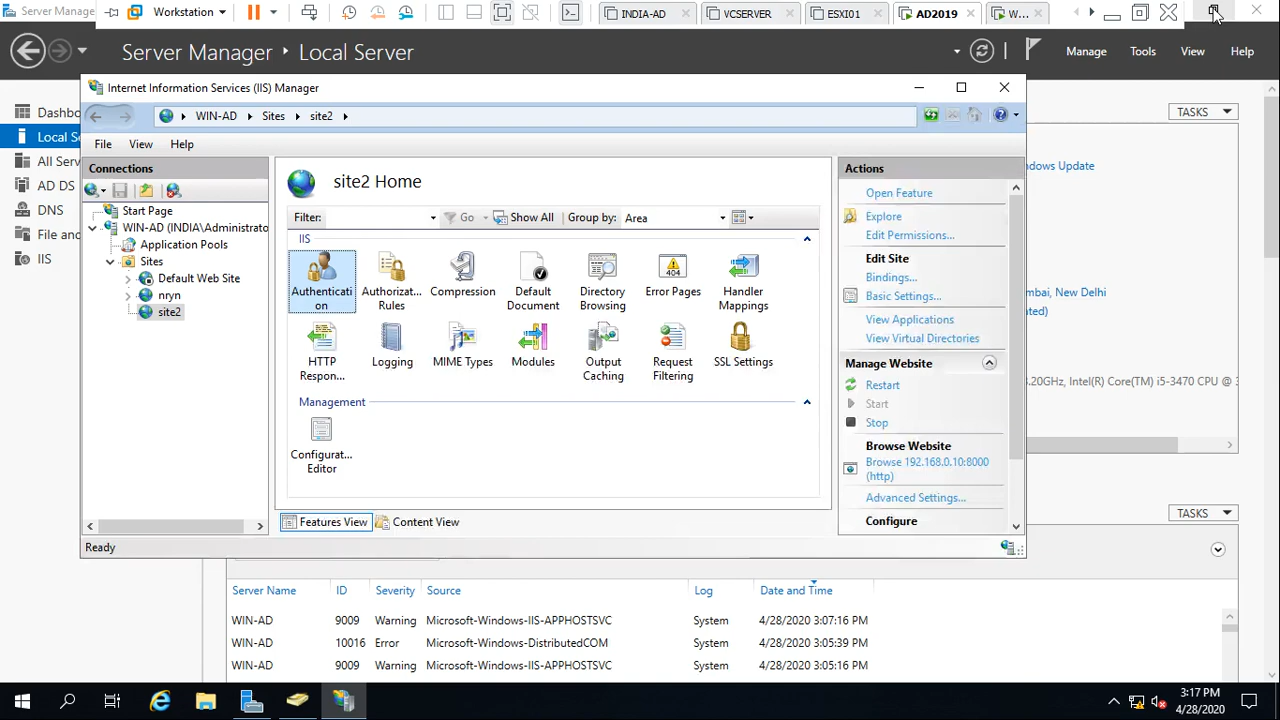 Server Manager
Workstation
INDIA-AD
VCSERVER
ESXI01
AD2019
W...
Server Manager
Local Server
Manage
Tools
View
Help
Internet Information Services (IIS) Manager
WIN-AD
Sites
site2
File
View
Help
Connections
Start Page
WIN-AD (INDIA\Administrato
Application Pools
Sites
Default Web Site
nryn
site2
site2 Home
Filter:
Go
Show All
Group by:
Area
IIS
Authenticati
on
Authorizat...
Rules
Compression
Default
Document
Directory
Browsing
Error Pages
Handler
Mappings
HTTP
Respon...
Logging
MIME Types
Modules
Output
Caching
Request
Filtering
SSL Settings
Management
Configurat...
Editor
Features View
Content View
Ready
Actions
Open Feature
Explore
Edit Permissions...
Edit Site
Bindings...
Basic Settings...
View Applications
View Virtual Directories
Manage Website
Restart
Start
Stop
Browse Website
Browse 192.168.0.10:8000
(http)
Advanced Settings...
Configure
Dashbo
Local Se
All Serv
AD DS
DNS
File and
IIS
TASKS
ndows Update
mbai, New Delhi
ated)
.20GHz, Intel(R) Core(TM) i5-3470 CPU @ 3
TASKS
Server Name ID Severity Source Log Date and Time
WIN-AD 9009 Warning Microsoft-Windows-IIS-APPHOSTSVC System 4/28/2020 3:07:16 PM
WIN-AD 10016 Error Microsoft-Windows-DistributedCOM System 4/28/2020 3:05:39 PM
WIN-AD 9009 Warning Microsoft-Windows-IIS-APPHOSTSVC System 4/28/2020 3:05:16 PM
3:17 PM
4/28/2020